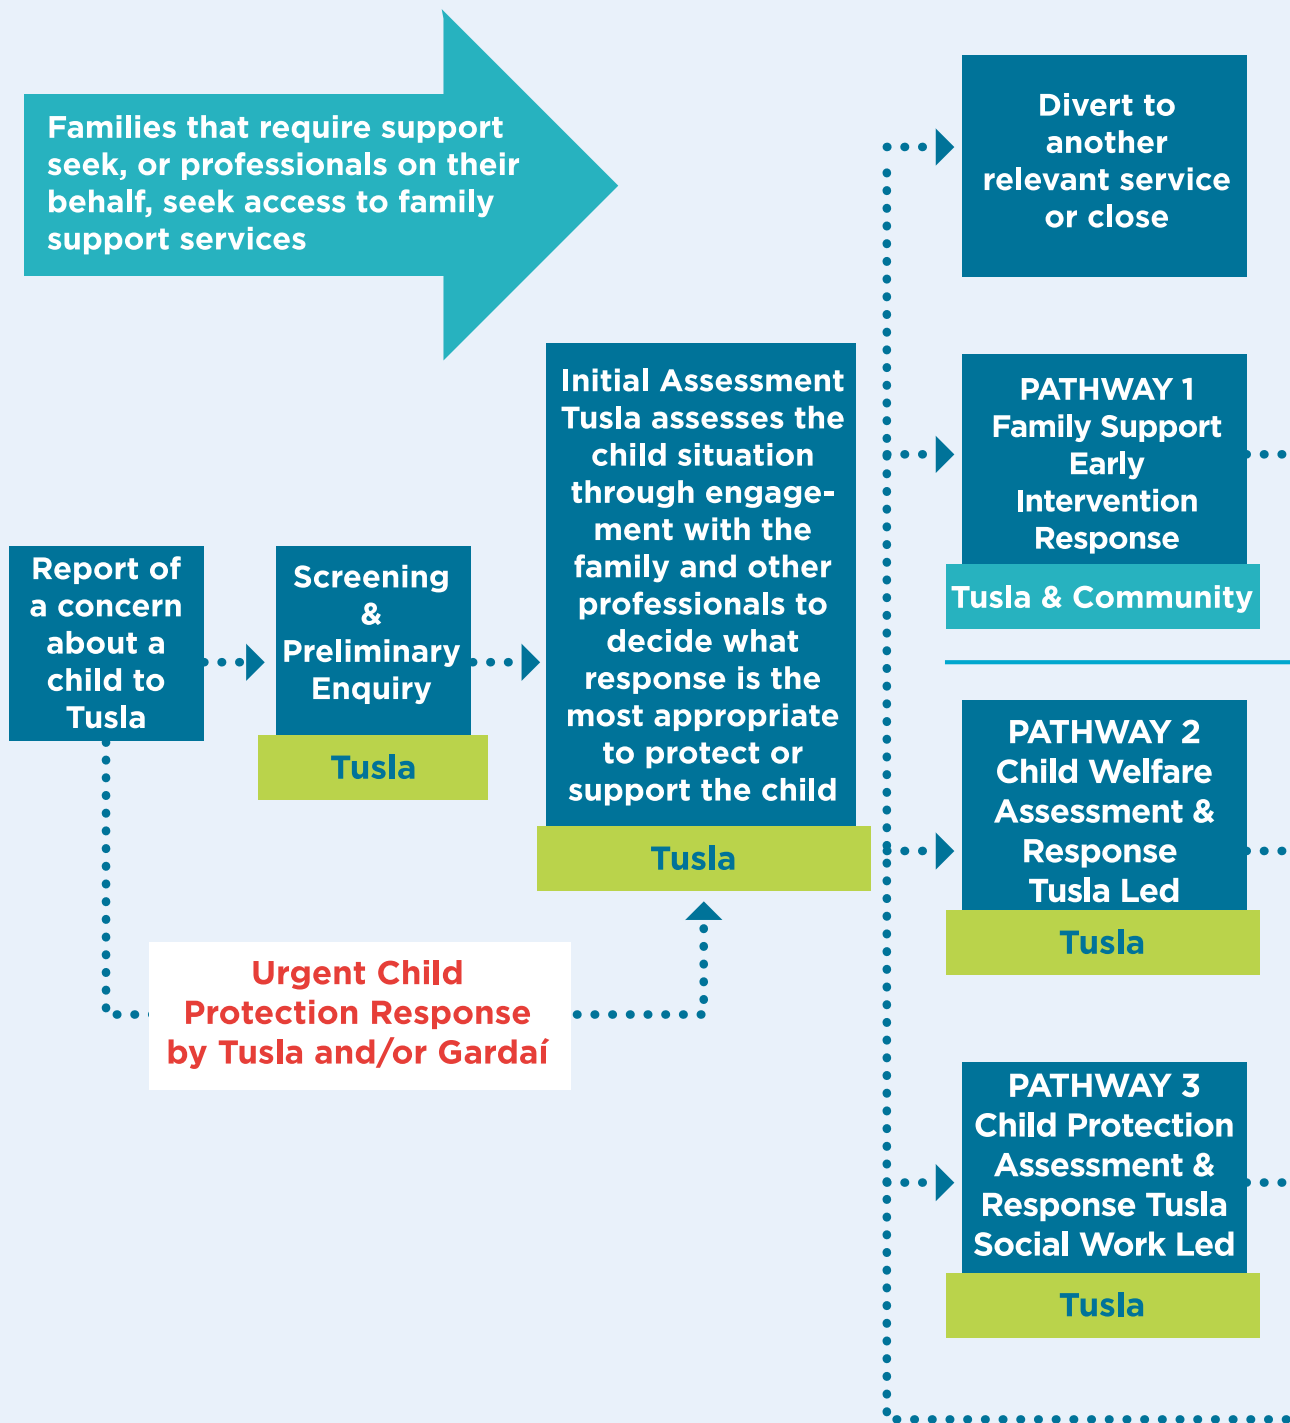 Families that require support
seek, or professionals on their
behalf, seek access to family
support services
Report of
a concern
about a
child to
Tusla
Screening
&
Preliminary
Enquiry
Tusla
Urgent Child
Protection Response
by Tusla and/or Gardaí
Initial Assessment
Tusla assesses the
child situation
through engage-
ment with the
family and other
professionals to
decide what
response is the
most appropriate
to protect or
support the child
Tusla
Divert to
another
relevant service
or close
PATHWAY 1
Family Support
Early
Intervention
Response
Tusla & Community
PATHWAY 2
Child Welfare
Assessment &
Response
Tusla Led
Tusla
PATHWAY 3
Child Protection
Assessment &
Response Tusla
Social Work Led
Tusla